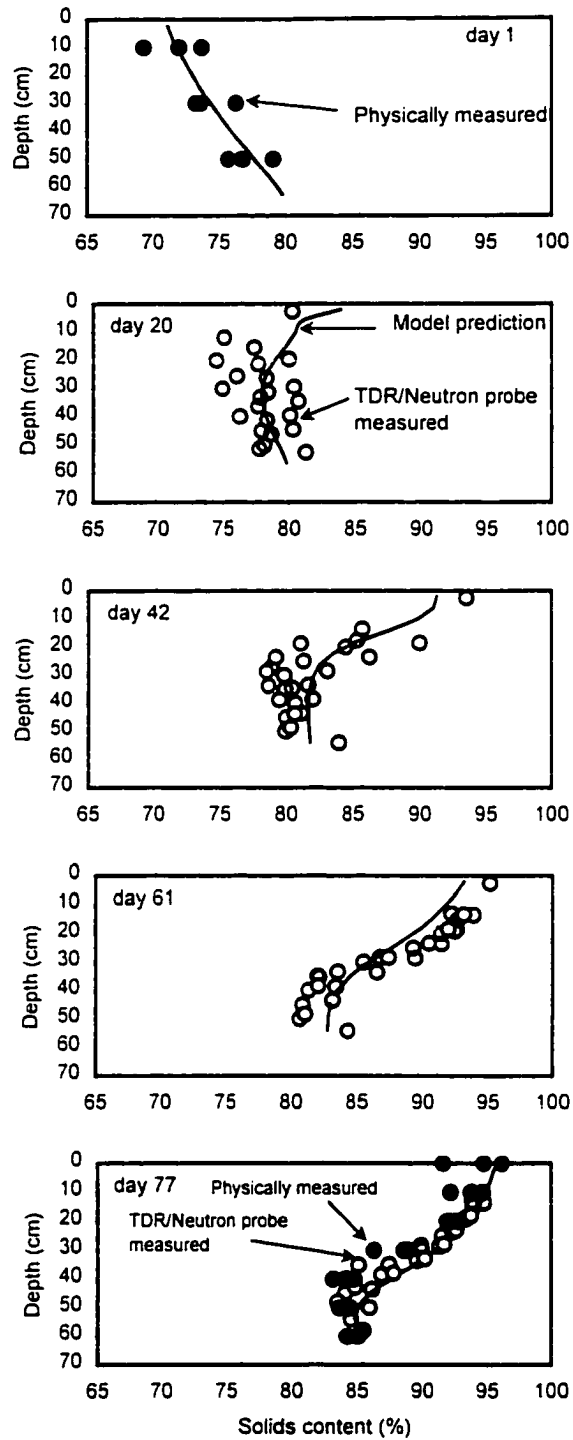 0
10
20
30
40
50
60
70
Depth (cm)
day 1
Physically measured
65 70 75 80 85 90 95 100
0
10
20
30
40
50
60
70
Depth (cm)
day 20
Model prediction
TDR/Neutron probe
measured
65 70 75 80 85 90 95 100
0
10
20
30
40
50
60
70
Depth (cm)
day 42
65 70 75 80 85 90 95 100
0
10
20
30
40
50
60
70
Depth (cm)
day 61
65 70 75 80 85 90 95 100
0
10
20
30
40
50
60
70
Depth (cm)
day 77
Physically measured
TDR/Neutron probe
measured
65 70 75 80 85 90 95 100
Solids content (%)